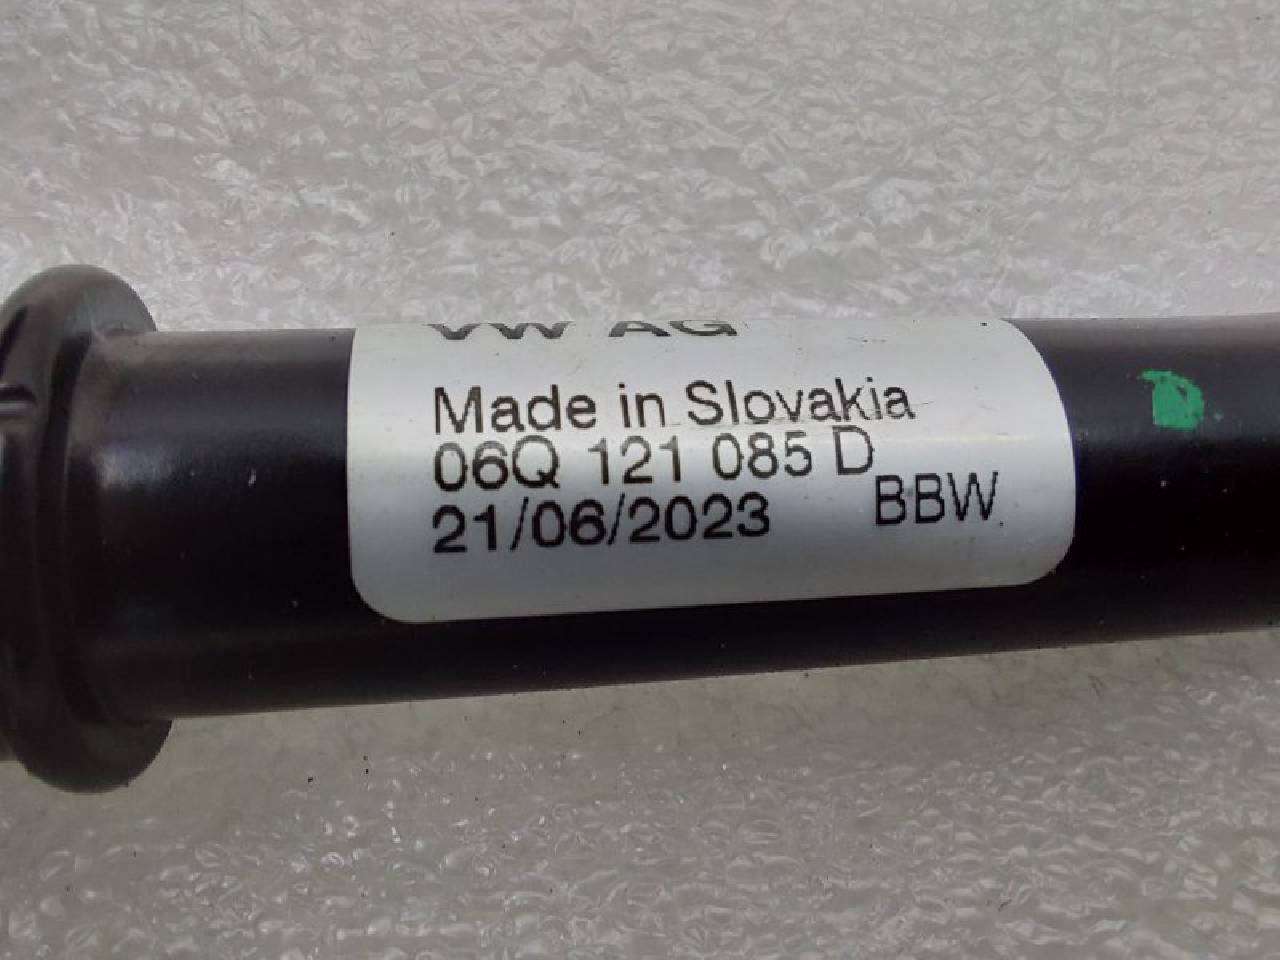 VW AG
Made in Slovakia
06Q 121 085 D
21/06/2023 BBW